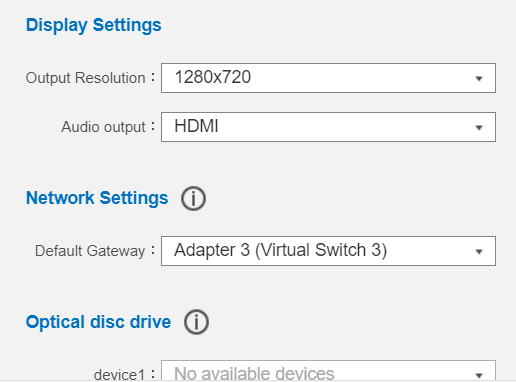 Display Settings
Output Resolution : 1280x720
Audio output : HDMI
Network Settings
Default Gateway : Adapter 3 (Virtual Switch 3)
Optical disc drive
device1 : No available devices